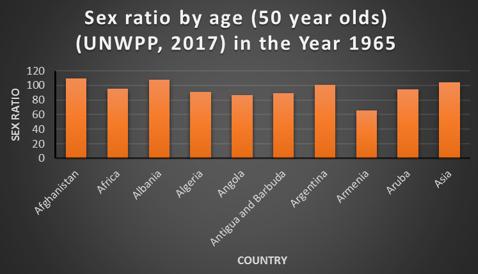 Sex ratio by age (50 year olds)
(UNWPP, 2017) in the Year 1965
120
100
80
60
40
20
0
SEX RATIO
Afghanistan
Africa
Albania
Algeria
Angola
Antigua and Barbuda
Argentina
Armenia
Aruba
Asia
COUNTRY